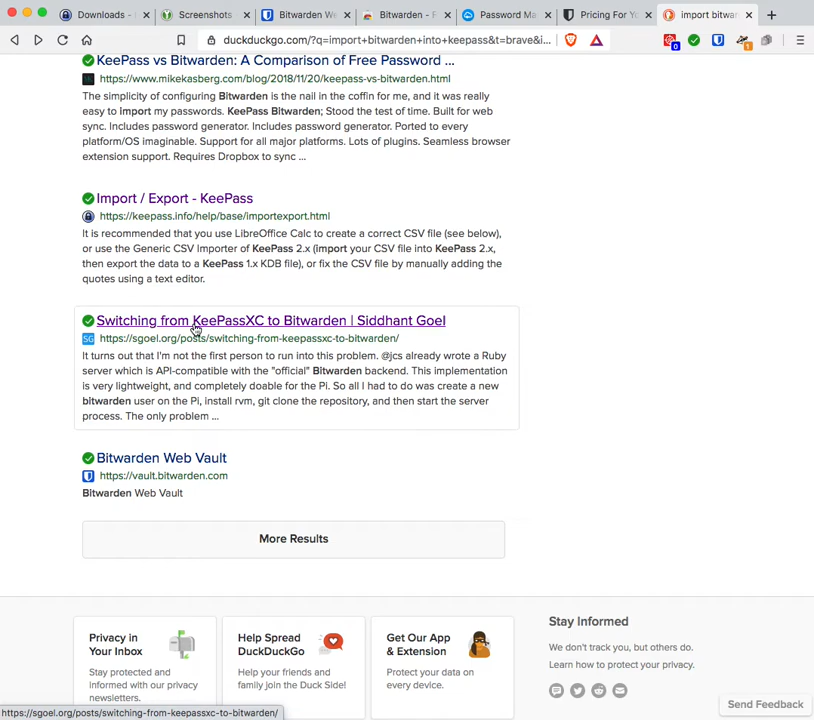 Downloads - 
Screenshots
Bitwarden We
Bitwarden - P
Password Ma
Pricing For Yo
import bitwar
duckduckgo.com/?q=import+bitwarden+into+keepass&t=brave&i...
0
1
KeePass vs Bitwarden: A Comparison of Free Password ...
https://www.mikekasberg.com/blog/2018/11/20/keepass-vs-bitwarden.html
The simplicity of configuring Bitwarden is the nail in the coffin for me, and it was really
easy to import my passwords. KeePass Bitwarden; Stood the test of time. Built for web
sync. Includes password generator. Includes password generator. Ported to every
platform/OS imaginable. Support for all major platforms. Lots of plugins. Seamless browser
extension support. Requires Dropbox to sync ...
Import / Export - KeePass
https://keepass.info/help/base/importexport.html
It is recommended that you use LibreOffice Calc to create a correct CSV file (see below),
or use the Generic CSV Importer of KeePass 2.x (import your CSV file into KeePass 2.x,
then export the data to a KeePass 1.x KDB file), or fix the CSV file by manually adding the
quotes using a text editor.
Switching from KeePassXC to Bitwarden | Siddhant Goel
SG https://sgoel.org/posts/switching-from-keepassxc-to-bitwarden/
It turns out that I'm not the first person to run into this problem. @jcs already wrote a Ruby
server which is API-compatible with the "official" Bitwarden backend. This implementation
is very lightweight, and completely doable for the Pi. So all I had to do was create a new
bitwarden user on the Pi, install rvm, git clone the repository, and then start the server
process. The only problem ...
Bitwarden Web Vault
https://vault.bitwarden.com
Bitwarden Web Vault
More Results
Privacy in
Your Inbox
Stay protected and
informed with our privacy
newsletters.
Help Spread
DuckDuckGo
Help your friends and
family join the Duck Side!
Get Our App
& Extension
Protect your data on
every device.
Stay Informed
We don't track you, but others do.
Learn how to protect your privacy.
Send Feedback
https://sgoel.org/posts/switching-from-keepassxc-to-bitwarden/